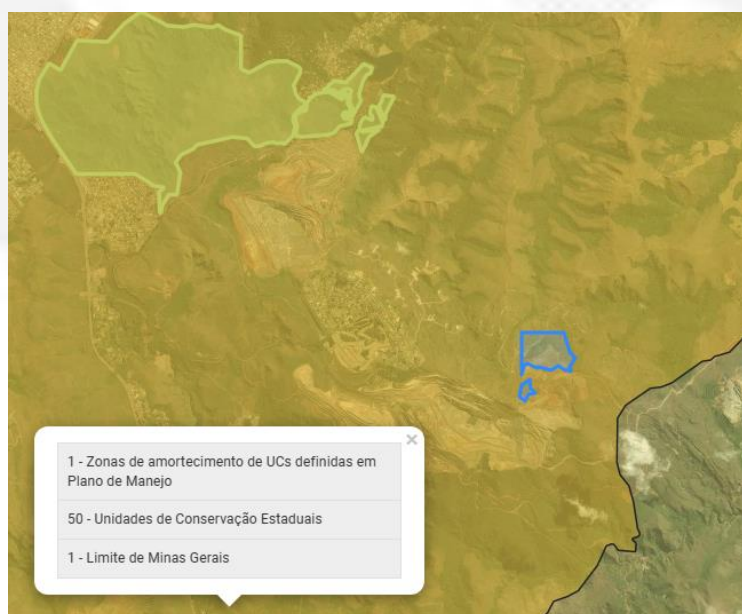 ×
1 - Zonas de amortecimento de UCs definidas em
Plano de Manejo
50 - Unidades de Conservação Estaduais
1 - Limite de Minas Gerais